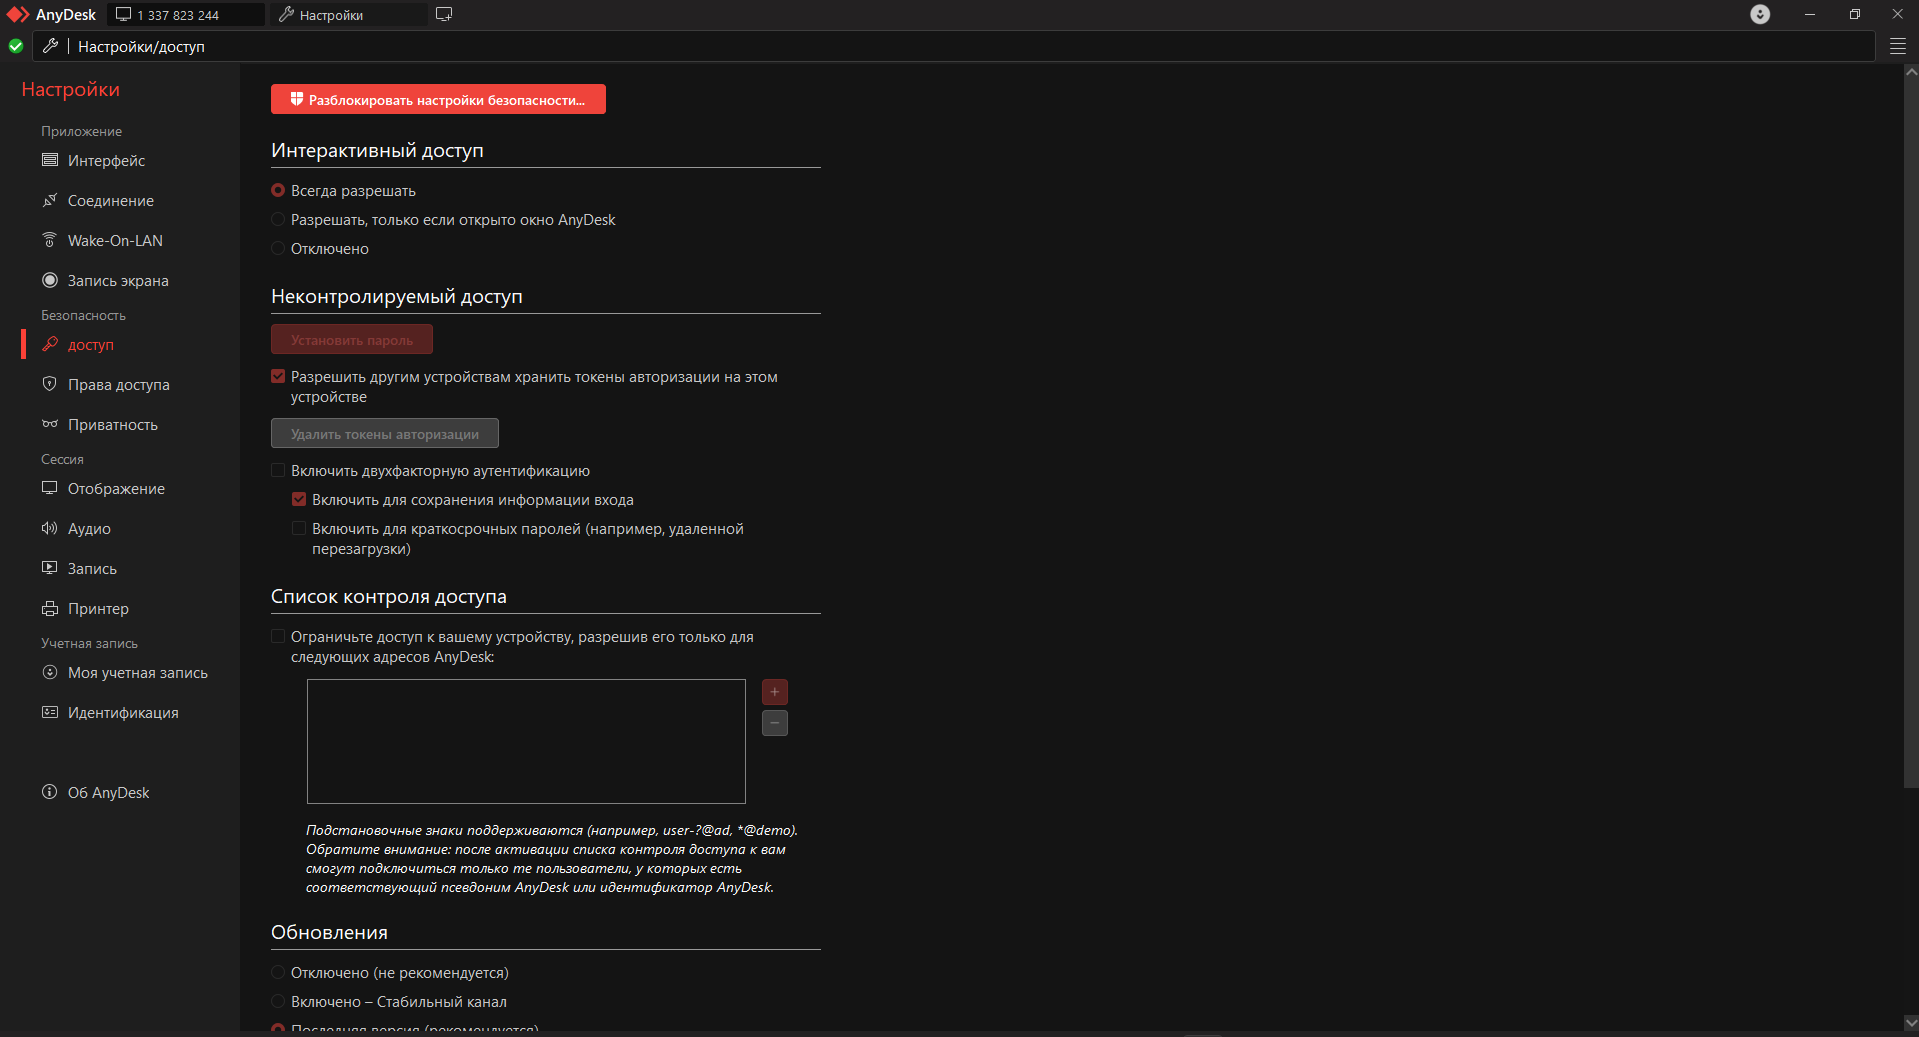 AnyDesk
1 337 823 244
Настройки
Настройки/доступ
Настройки
Приложение
Интерфейс
Соединение
Wake-On-LAN
Запись экрана
Безопасность
доступ
Права доступа
Приватность
Сессия
Отображение
Аудио
Запись
Принтер
Учетная запись
Моя учетная запись
Идентификация
Об AnyDesk
Разблокировать настройки безопасности...
Интерактивный доступ
Всегда разрешать
Разрешать, только если открыто окно AnyDesk
Отключено
Неконтролируемый доступ
Установить пароль
Разрешить другим устройствам хранить токены авторизации на этом
устройстве
Удалить токены авторизации
Включить двухфакторную аутентификацию
Включить для сохранения информации входа
Включить для краткосрочных паролей (например, удаленной
перезагрузки)
Список контроля доступа
Ограничьте доступ к вашему устройству, разрешив его только для
следующих адресов AnyDesk:
Подстановочные знаки поддерживаются (например, user-?@ad, *@demo).
Обратите внимание: после активации списка контроля доступа к вам
смогут подключиться только те пользователи, у которых есть
соответствующий псевдоним AnyDesk или идентификатор AnyDesk.
Обновления
Отключено (не рекомендуется)
Включено – Стабильный канал
Последняя версия (рекомендуется)